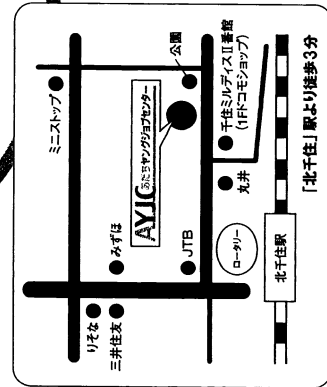 ミニストップ
公園
AYJC あだちヤングジョブセンター
千住ミルディスⅡ番館
(1Fドコモショップ)
みずほ
りそな
三井住友
JTB
丸井
ロータリー
北千住駅
「北千住」駅より徒歩3分